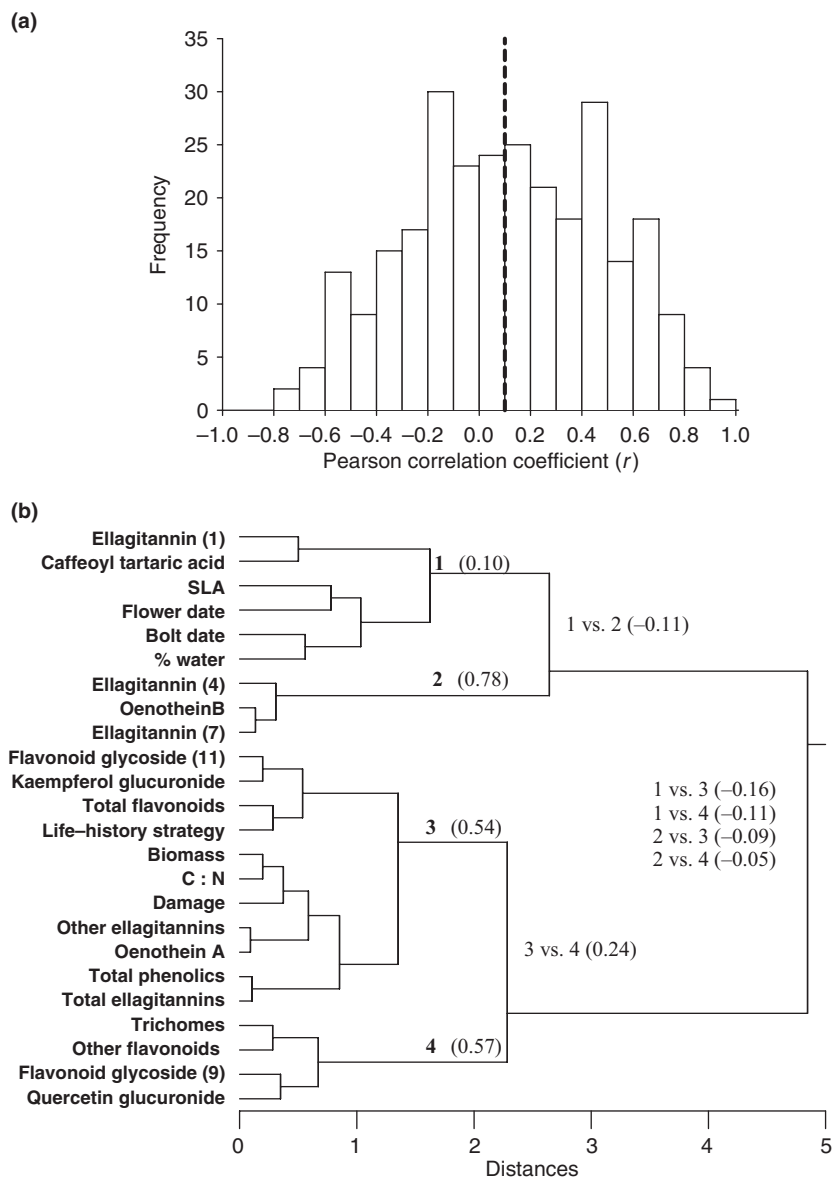 (a)
35
30
25
20
15
10
5
0
Frequency
–1.0 –0.8 –0.6 –0.4 –0.2 0.0 0.2 0.4 0.6 0.8 1.0
Pearson correlation coefficient (r)
(b)
Ellagitannin (1)
Caffeoyl tartaric acid
SLA
Flower date
Bolt date
% water
Ellagitannin (4)
OenotheinB
Ellagitannin (7)
Flavonoid glycoside (11)
Kaempferol glucuronide
Total flavonoids
Life–history strategy
Biomass
C : N
Damage
Other ellagitannins
Oenothein A
Total phenolics
Total ellagitannins
Trichomes
Other flavonoids
Flavonoid glycoside (9)
Quercetin glucuronide
1 (0.10)
1 vs. 2 (–0.11)
2 (0.78)
1 vs. 3 (–0.16)
1 vs. 4 (–0.11)
2 vs. 3 (–0.09)
2 vs. 4 (–0.05)
3 (0.54)
3 vs. 4 (0.24)
4 (0.57)
0 1 2 3 4 5
Distances